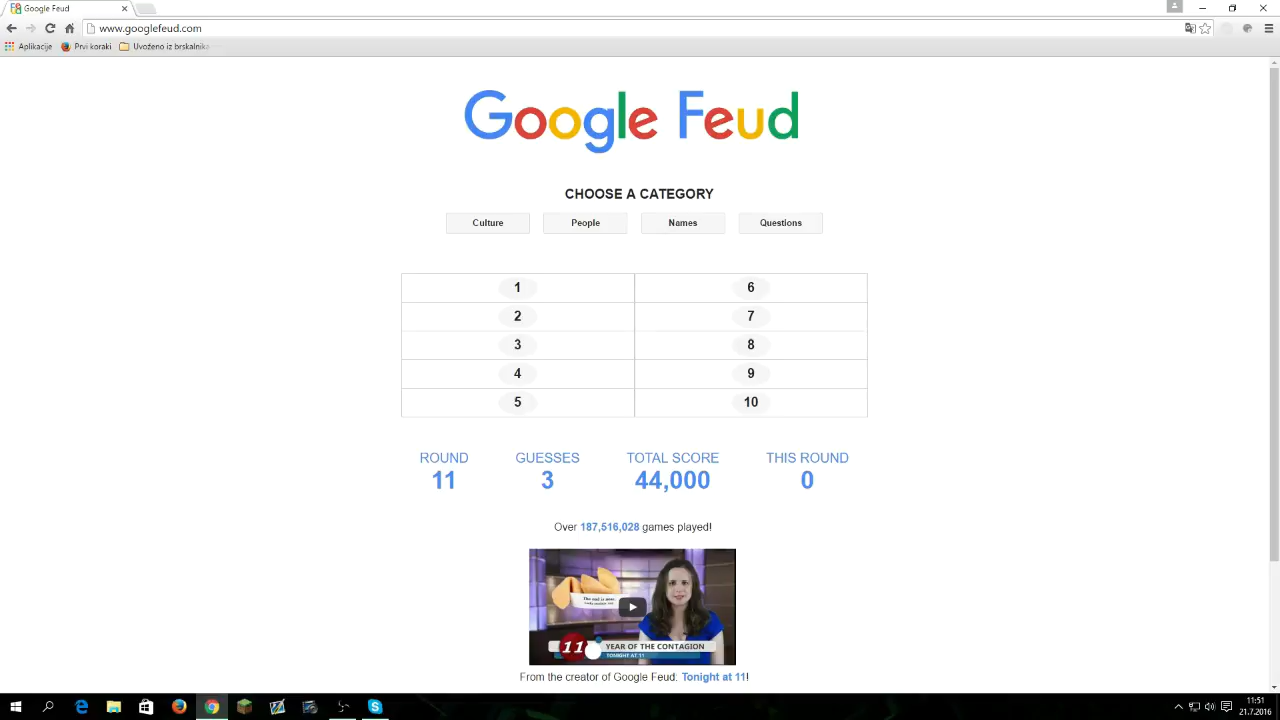 Google Feud
www.googlefeud.com
Aplikacije Prvi koraki Uvoženo iz brskalnika
Google Feud
CHOOSE A CATEGORY
Culture People Names Questions
1 6
2 7
3 8
4 9
5 10
ROUND GUESSES TOTAL SCORE THIS ROUND
11 3 44,000 0
Over 187,516,028 games played!
11 YEAR OF THE CONTAGION
TONIGHT AT 11
From the creator of Google Feud: Tonight at 11!
11:51
21.7.2016